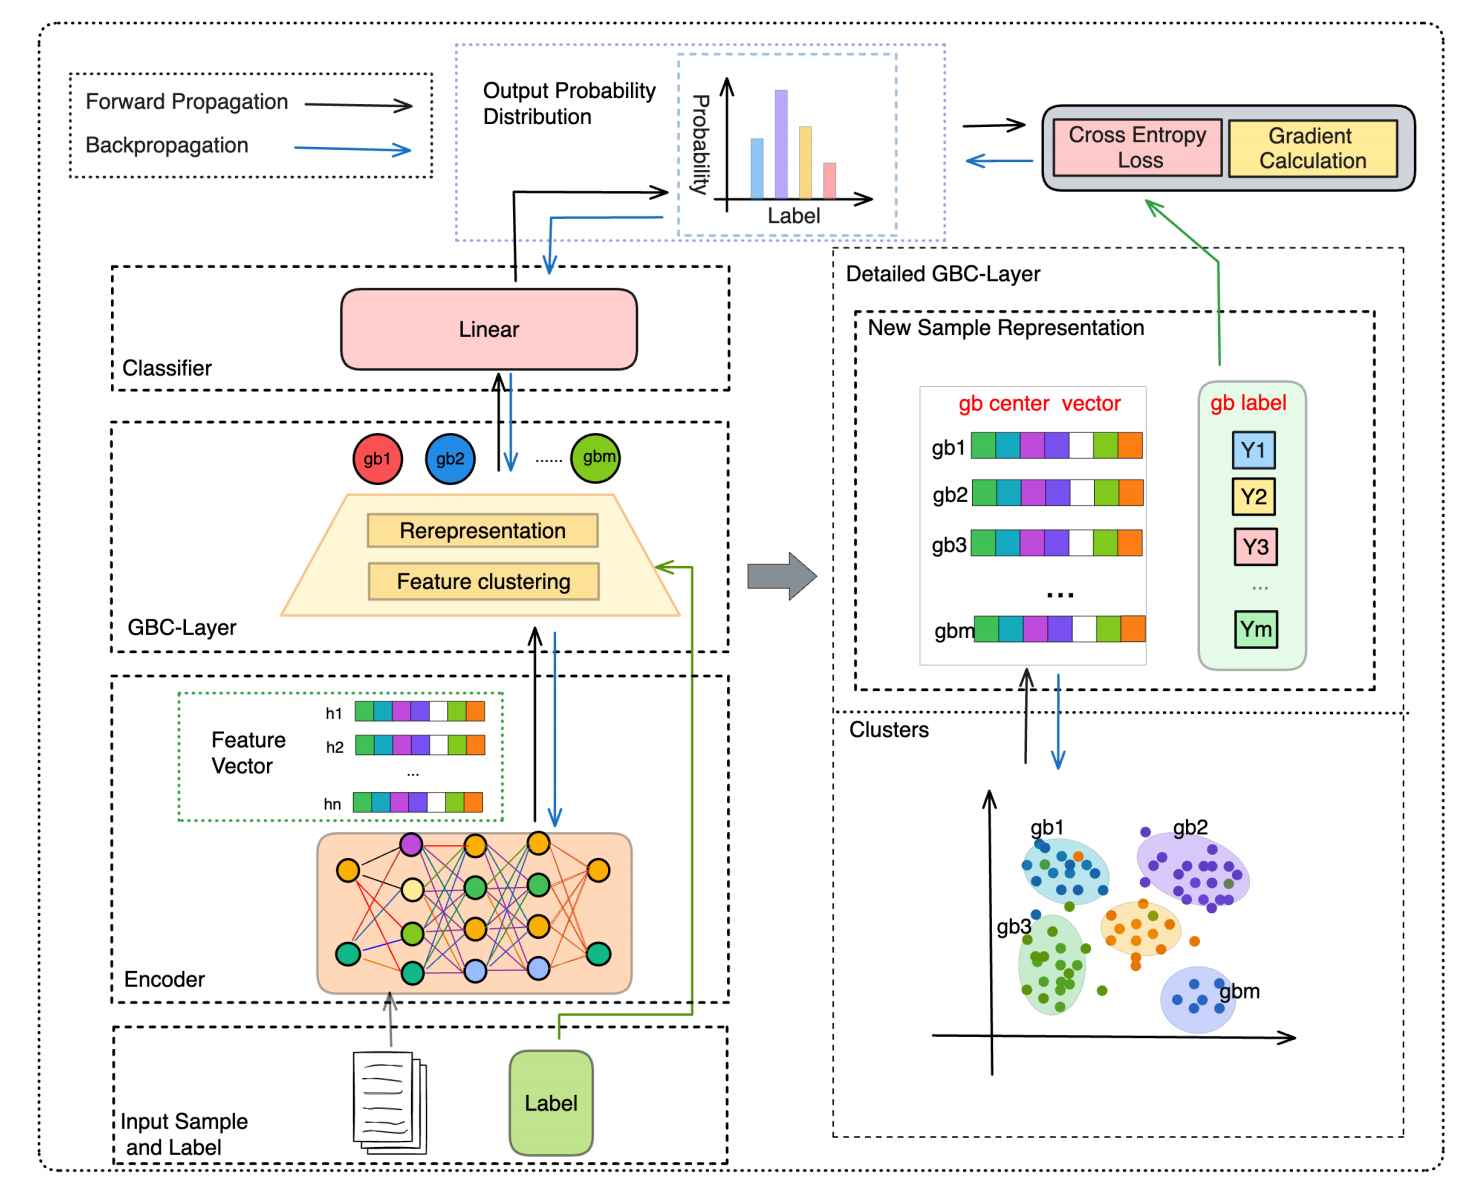 Forward Propagation
Backpropagation
Output Probability
Distribution
Probability
Label
Cross Entropy
Loss
Gradient
Calculation
Linear
Classifier
gb1
gb2
......
gbm
Rerepresentation
Feature clustering
GBC-Layer
Feature
Vector
h1
h2
...
hn
Encoder
Input Sample
and Label
Label
Detailed GBC-Layer
New Sample Representation
gb center vector
gb1
gb2
gb3
...
gbm
gb label
Y1
Y2
Y3
...
Ym
Clusters
gb1
gb2
gb3
gbm